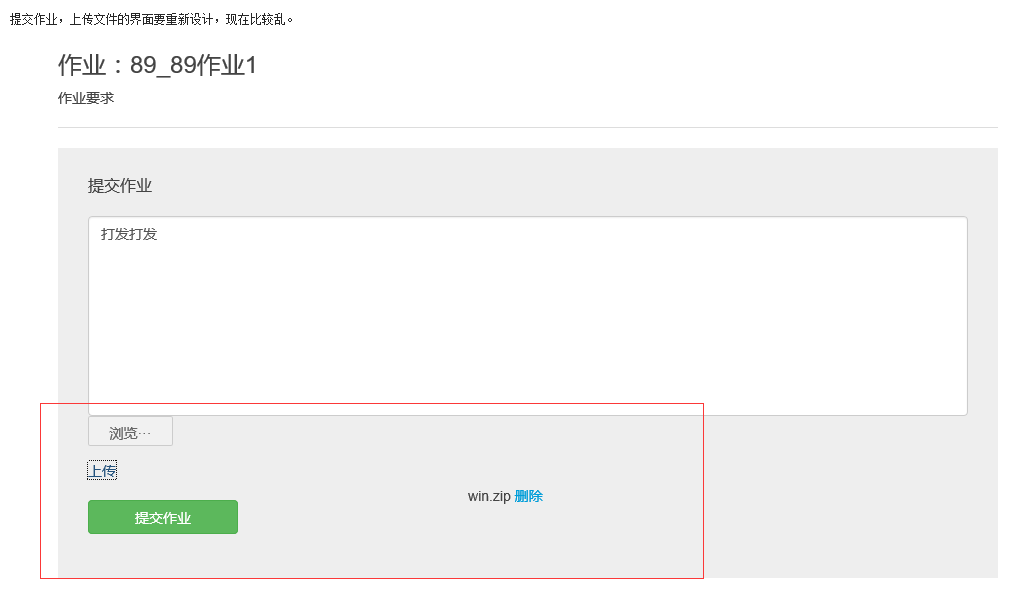 提交作业，上传文件的界面要重新设计，现在比较乱。
作业：89_89作业1
作业要求
提交作业
打发打发
浏览…
上传
win.zip 删除
提交作业